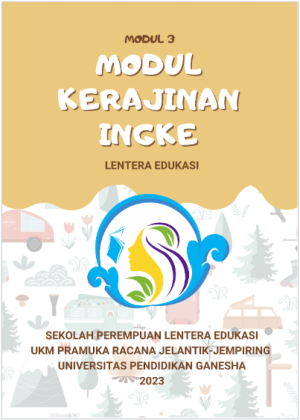 MODUL 3
MODUL
KERAJINAN
INGKE
LENTERA EDUKASI
SEKOLAH PEREMPUAN LENTERA EDUKASI
UKM PRAMUKA RACANA JELANTIK-JEMPIRING
UNIVERSITAS PENDIDIKAN GANESHA
2023